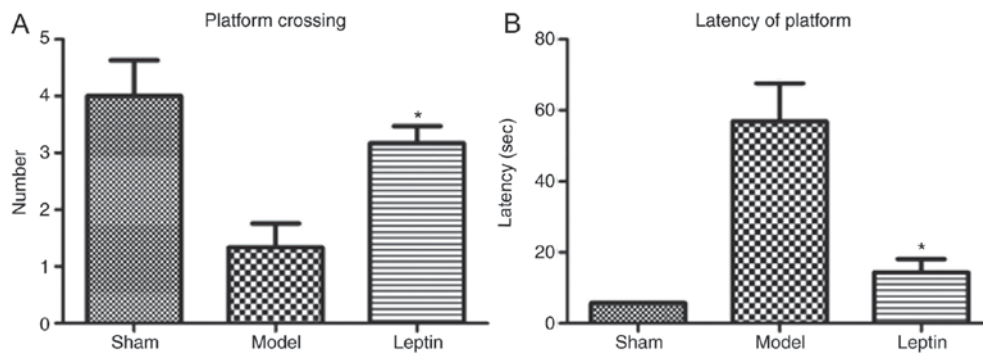 A
Platform crossing
Number
5
4
3
2
1
0
*
Sham
Model
Leptin
B
Latency of platform
Latency (sec)
80
60
40
20
0
*
Sham
Model
Leptin